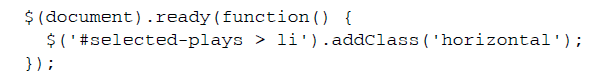 $(document).ready(function() {
  $('#selected-plays > li').addClass('horizontal');
});